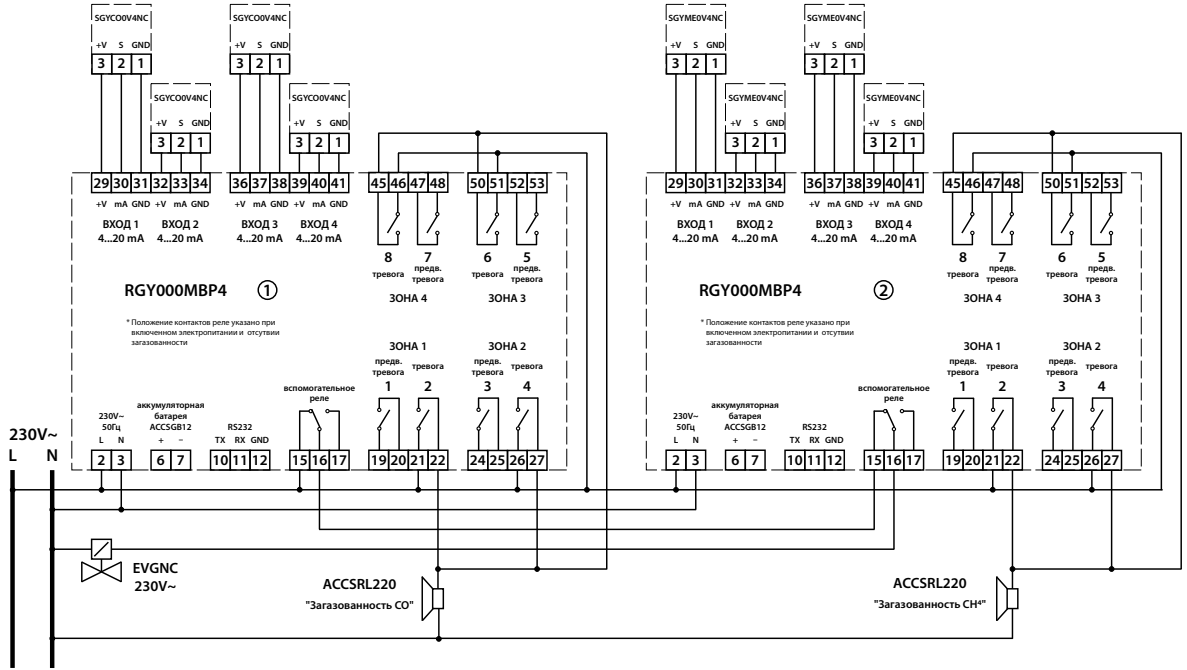 SGYCO0V4NC SGYCO0V4NC SGYME0V4NC SGYME0V4NC
+V S GND +V S GND +V S GND +V S GND
3 2 1 3 2 1 3 2 1 3 2 1
SGYCO0V4NC SGYCO0V4NC SGYME0V4NC SGYME0V4NC
+V S GND +V S GND +V S GND +V S GND
3 2 1 3 2 1 3 2 1 3 2 1
29 30 31 32 33 34 36 37 38 39 40 41 45 46 47 48 50 51 52 53
+V mA GND +V mA GND +V mA GND +V mA GND
ВХОД 1 ВХОД 2 ВХОД 3 ВХОД 4
4...20 mA 4...20 mA 4...20 mA 4...20 mA
8 7 6 5
тревога предв. тревога тревога предв. тревога
ЗОНА 4 ЗОНА 3
RGY000MBP4 1
* Положение контактов реле указано при
включенном электропитании и отсутвии
загазованности
ЗОНА 1 ЗОНА 2
предв. тревога тревога предв. тревога тревога
1 2 3 4
вспомогательное
реле
аккумуляторная
батарея
ACCSGB12
230V~
50Гц
L N + – RS232
TX RX GND
2 3 6 7 10 11 12 15 16 17 19 20 21 22 24 25 26 27
29 30 31 32 33 34 36 37 38 39 40 41 45 46 47 48 50 51 52 53
+V mA GND +V mA GND +V mA GND +V mA GND
ВХОД 1 ВХОД 2 ВХОД 3 ВХОД 4
4...20 mA 4...20 mA 4...20 mA 4...20 mA
8 7 6 5
тревога предв. тревога тревога предв. тревога
ЗОНА 4 ЗОНА 3
RGY000MBP4 2
* Положение контактов реле указано при
включенном электропитании и отсутвии
загазованности
ЗОНА 1 ЗОНА 2
предв. тревога тревога предв. тревога тревога
1 2 3 4
вспомогательное
реле
аккумуляторная
батарея
ACCSGB12
230V~
50Гц
L N + – RS232
TX RX GND
2 3 6 7 10 11 12 15 16 17 19 20 21 22 24 25 26 27
230V~
L N
EVGNC
230V~
ACCSRL220
"Загазованность CO"
ACCSRL220
"Загазованность CH⁴"